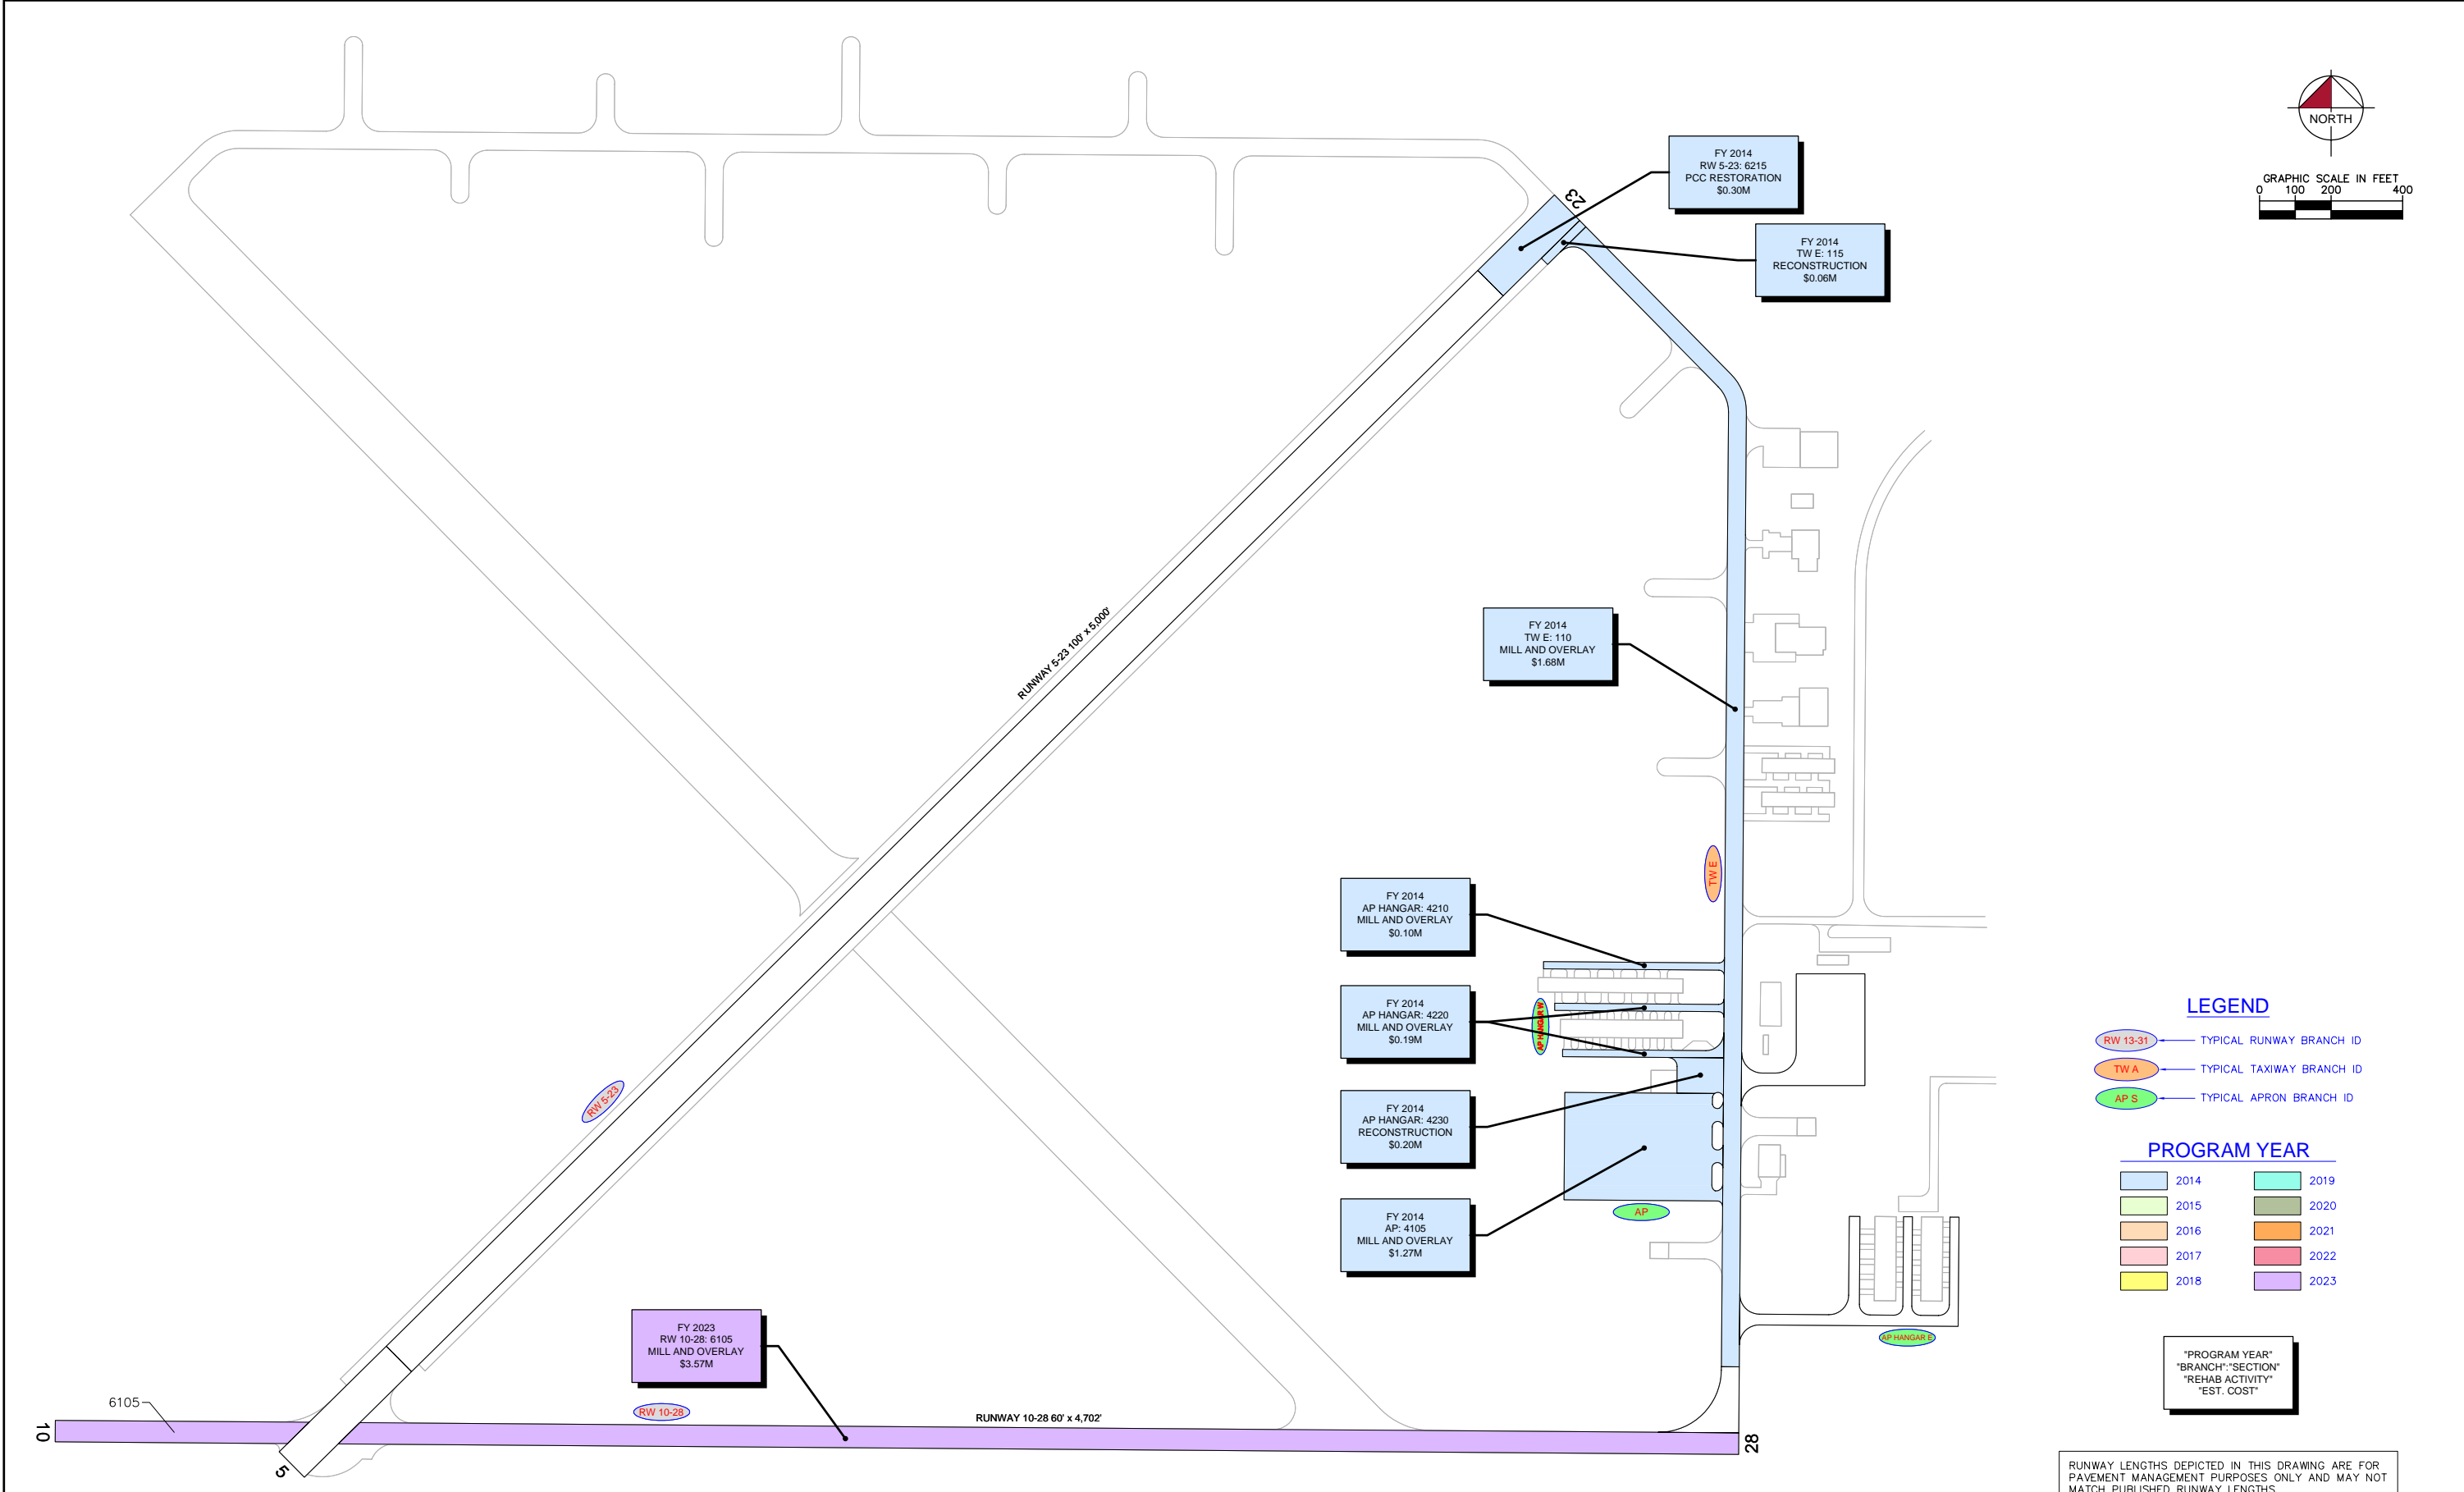 NORTH
GRAPHIC SCALE IN FEET
0 100 200 400
23
FY 2014
RW 5-23: 6215
PCC RESTORATION
$0.30M
FY 2014
TW E: 115
RECONSTRUCTION
$0.06M
RUNWAY 5-23 100' x 5,000'
FY 2014
TW E: 110
MILL AND OVERLAY
$1.68M
TW E
FY 2014
AP HANGAR: 4210
MILL AND OVERLAY
$0.10M
FY 2014
AP HANGAR: 4220
MILL AND OVERLAY
$0.19M
AP HANGAR W
FY 2014
AP HANGAR: 4230
RECONSTRUCTION
$0.20M
RW 5-23
FY 2014
AP: 4105
MILL AND OVERLAY
$1.27M
AP
AP HANGAR E
FY 2023
RW 10-28: 6105
MILL AND OVERLAY
$3.57M
6105
RW 10-28
RUNWAY 10-28 60' x 4,702'
10
5
28
LEGEND
RW 13-31 TYPICAL RUNWAY BRANCH ID
TW A TYPICAL TAXIWAY BRANCH ID
AP S TYPICAL APRON BRANCH ID
PROGRAM YEAR
2014 2019
2015 2020
2016 2021
2017 2022
2018 2023
"PROGRAM YEAR"
"BRANCH":"SECTION"
"REHAB ACTIVITY"
"EST. COST"
RUNWAY LENGTHS DEPICTED IN THIS DRAWING ARE FOR
PAVEMENT MANAGEMENT PURPOSES ONLY AND MAY NOT
MATCH PUBLISHED RUNWAY LENGTHS